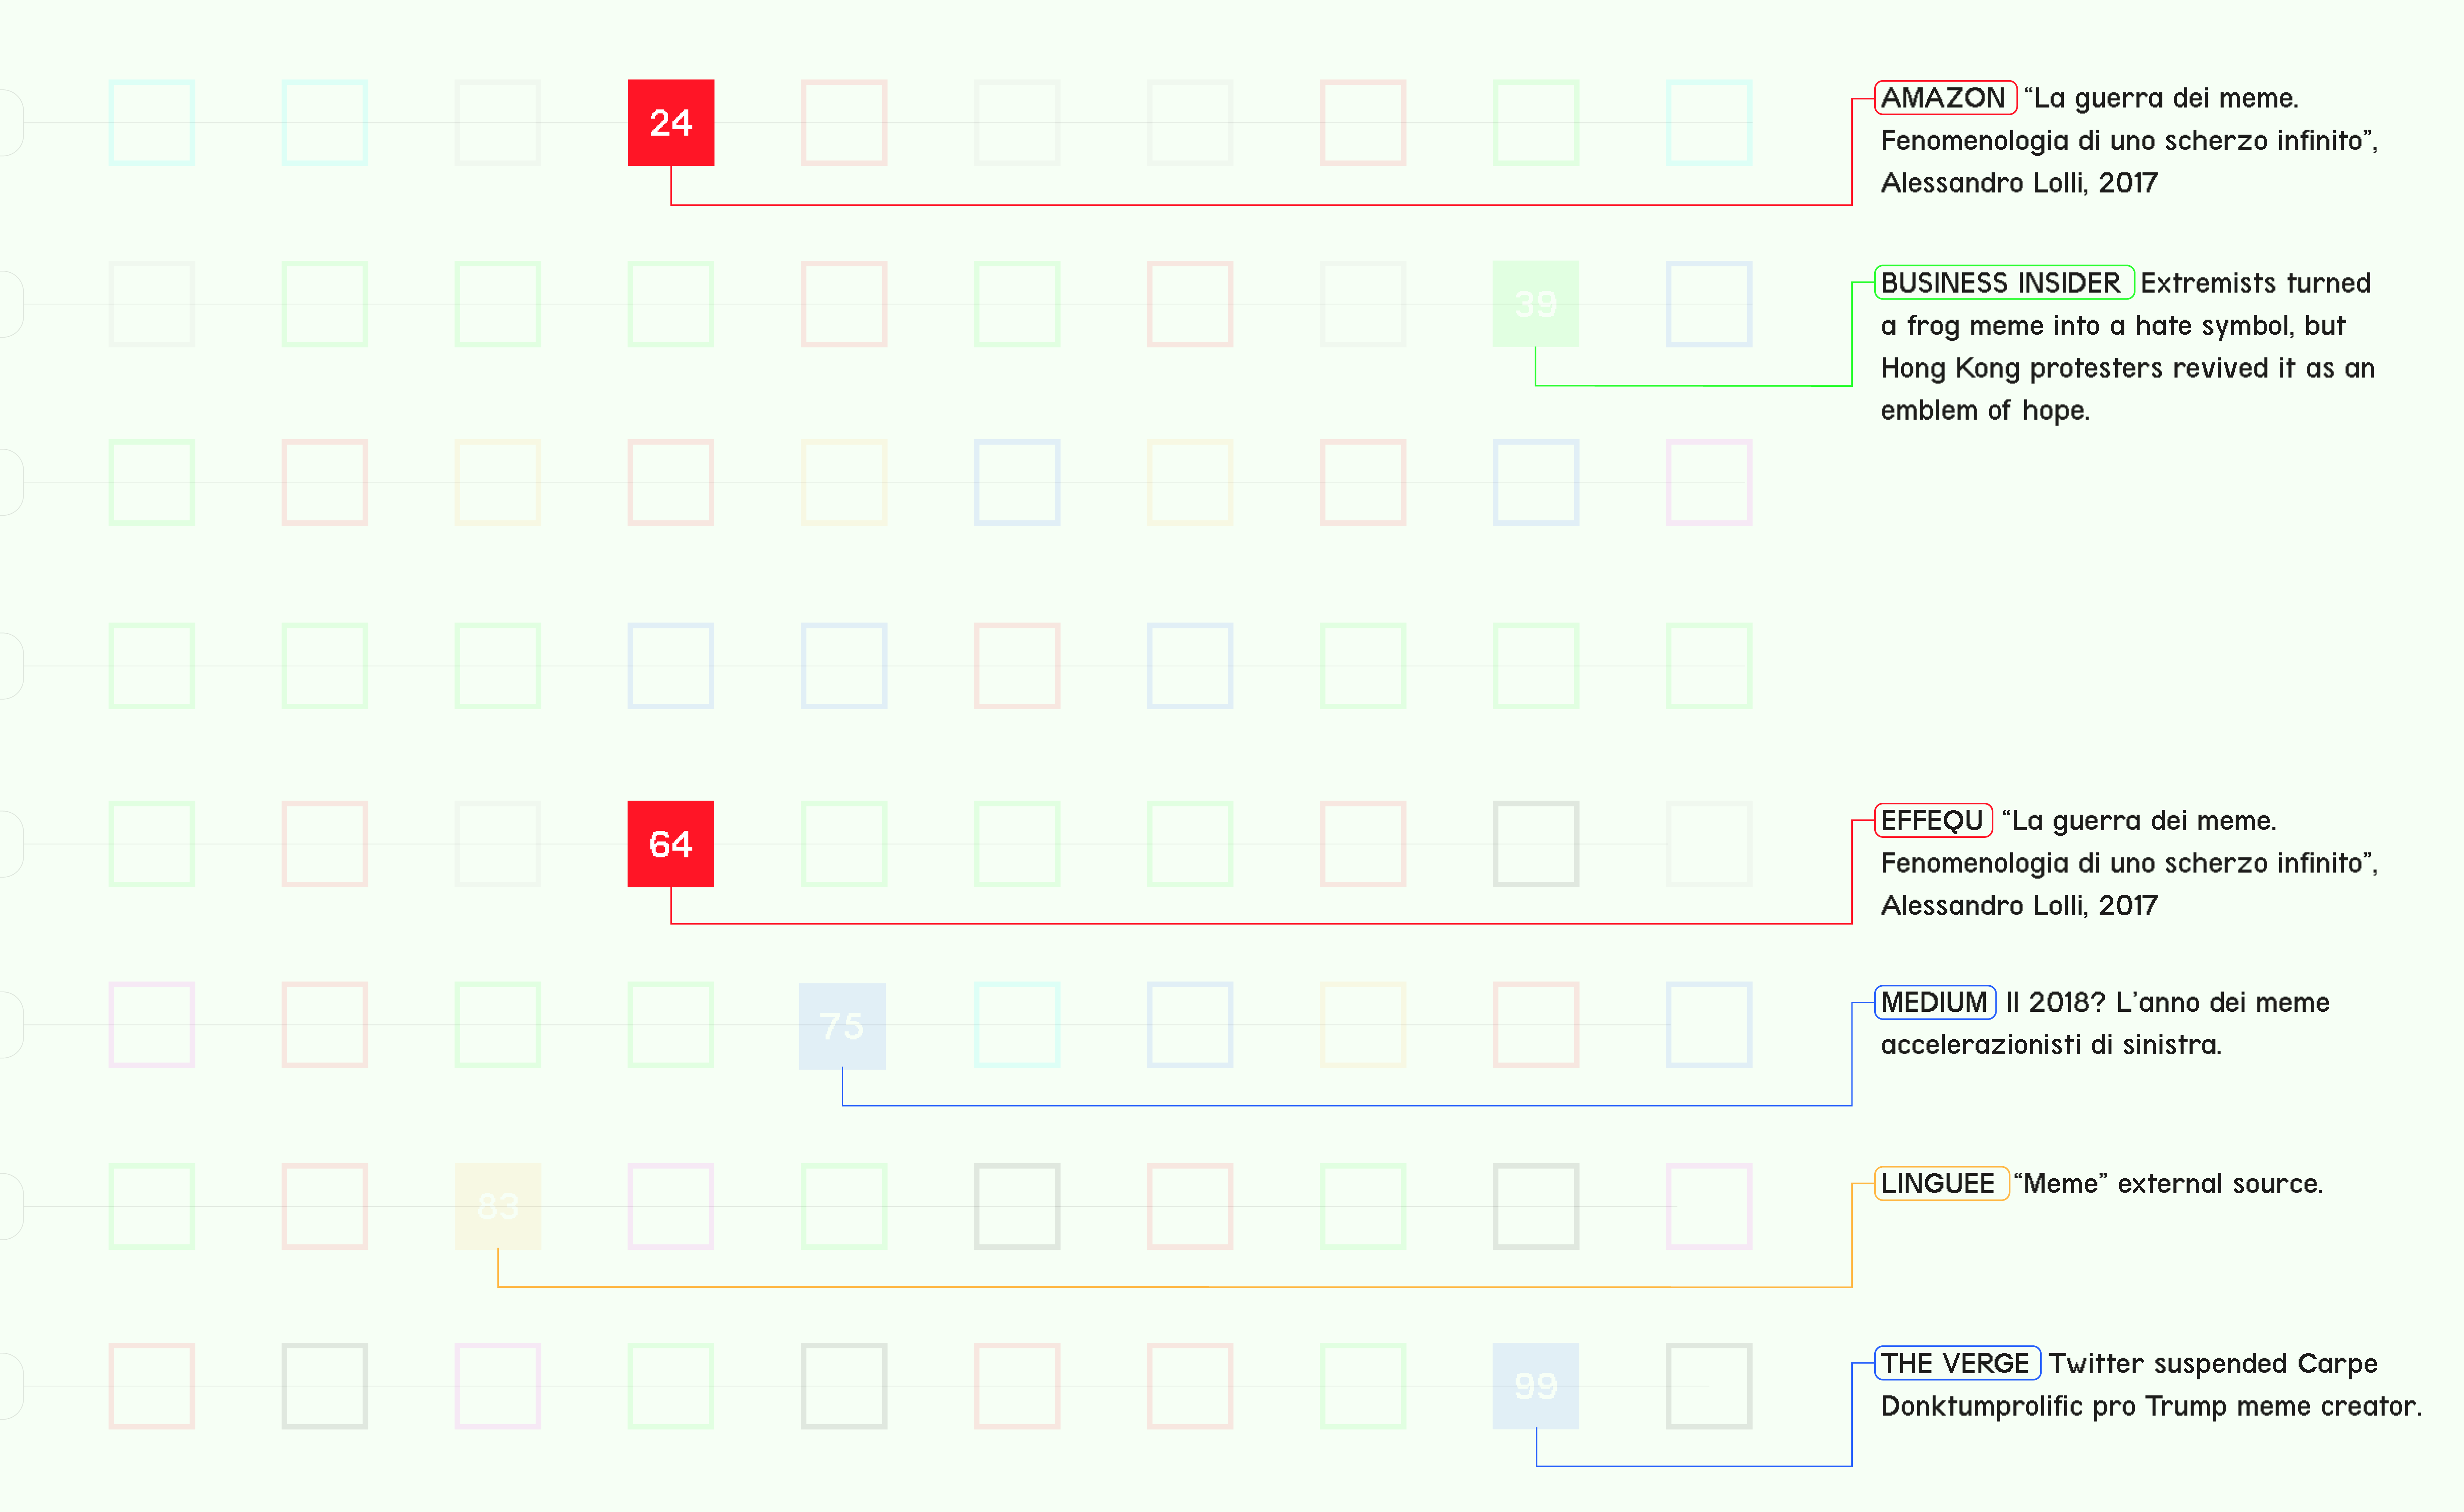 24
AMAZON “La guerra dei meme.
Fenomenologia di uno scherzo infinito”,
Alessandro Lolli, 2017
39
BUSINESS INSIDER Extremists turned
a frog meme into a hate symbol, but
Hong Kong protesters revived it as an
emblem of hope.
64
EFFEQU “La guerra dei meme.
Fenomenologia di uno scherzo infinito”,
Alessandro Lolli, 2017
75
MEDIUM Il 2018? L’anno dei meme
accelerazionisti di sinistra.
83
LINGUEE “Meme” external source.
99
THE VERGE Twitter suspended Carpe
Donktumprolific pro Trump meme creator.